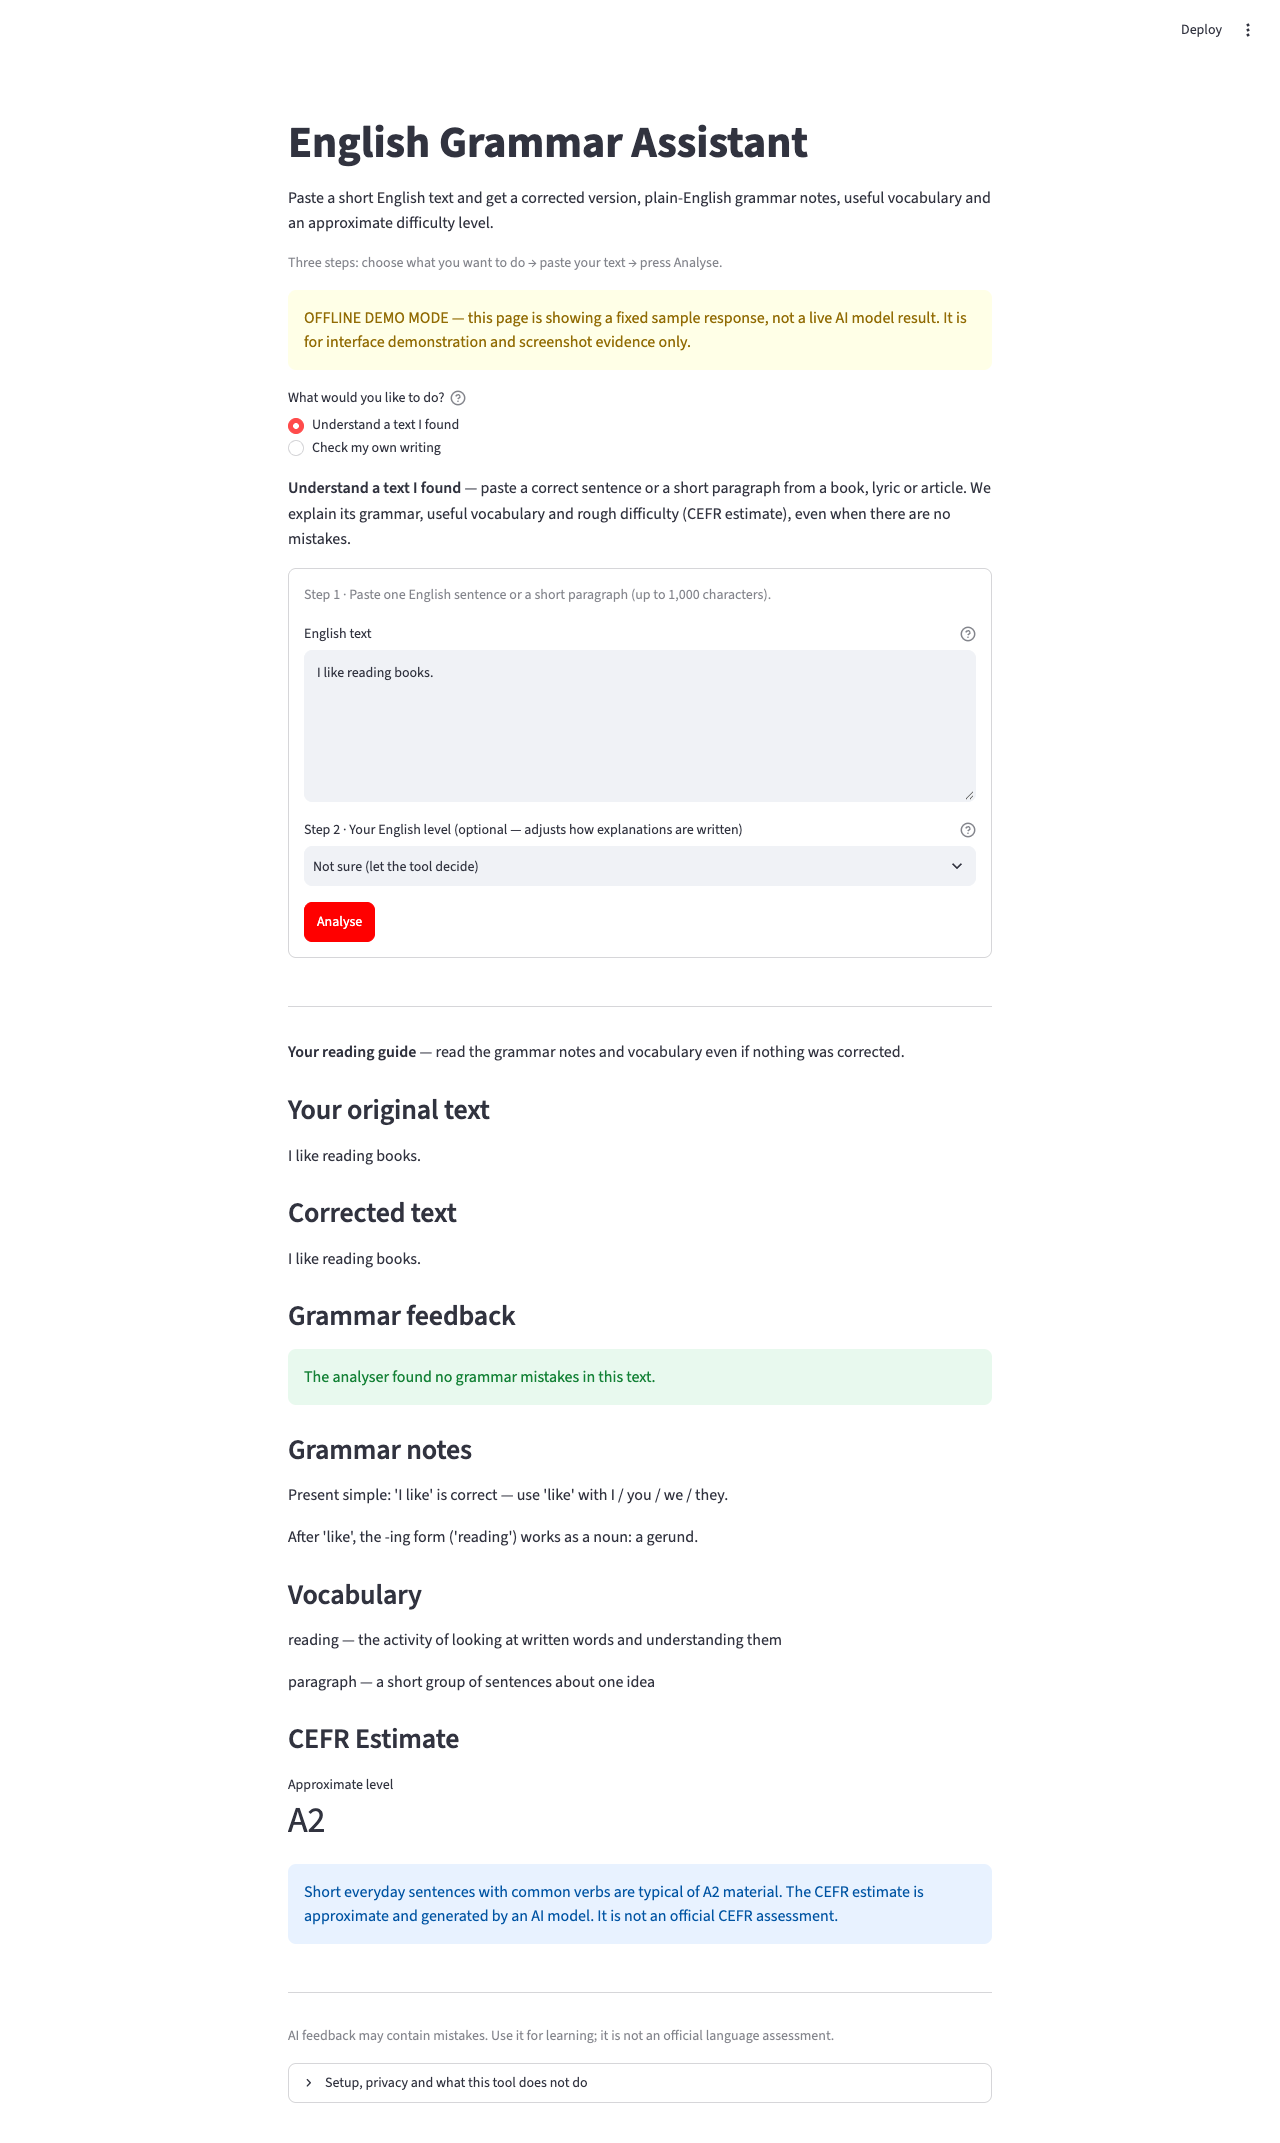 Deploy
English Grammar Assistant
Paste a short English text and get a corrected version, plain-English grammar notes, useful vocabulary and
an approximate difficulty level.
Three steps: choose what you want to do → paste your text → press Analyse.
OFFLINE DEMO MODE — this page is showing a fixed sample response, not a live AI model result. It is
for interface demonstration and screenshot evidence only.
What would you like to do?
Understand a text I found
Check my own writing
Understand a text I found — paste a correct sentence or a short paragraph from a book, lyric or article. We
explain its grammar, useful vocabulary and rough difficulty (CEFR estimate), even when there are no
mistakes.
Step 1 · Paste one English sentence or a short paragraph (up to 1,000 characters).
English text
I like reading books.
Step 2 · Your English level (optional — adjusts how explanations are written)
Not sure (let the tool decide)
Analyse
Your reading guide — read the grammar notes and vocabulary even if nothing was corrected.
Your original text
I like reading books.
Corrected text
I like reading books.
Grammar feedback
The analyser found no grammar mistakes in this text.
Grammar notes
Present simple: 'I like' is correct — use 'like' with I / you / we / they.
After 'like', the -ing form ('reading') works as a noun: a gerund.
Vocabulary
reading — the activity of looking at written words and understanding them
paragraph — a short group of sentences about one idea
CEFR Estimate
Approximate level
A2
Short everyday sentences with common verbs are typical of A2 material. The CEFR estimate is
approximate and generated by an AI model. It is not an official CEFR assessment.
AI feedback may contain mistakes. Use it for learning; it is not an official language assessment.
Setup, privacy and what this tool does not do